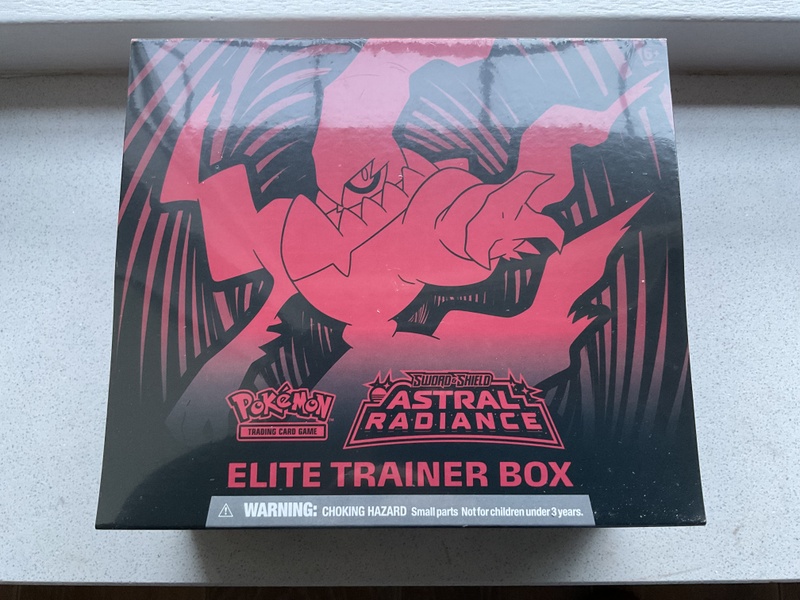 SWORD & SHIELD
POKéMON
TRADING CARD GAME
ASTRAL
RADIANCE
ELITE TRAINER BOX
WARNING: CHOKING HAZARD Small parts Not for children under 3 years.